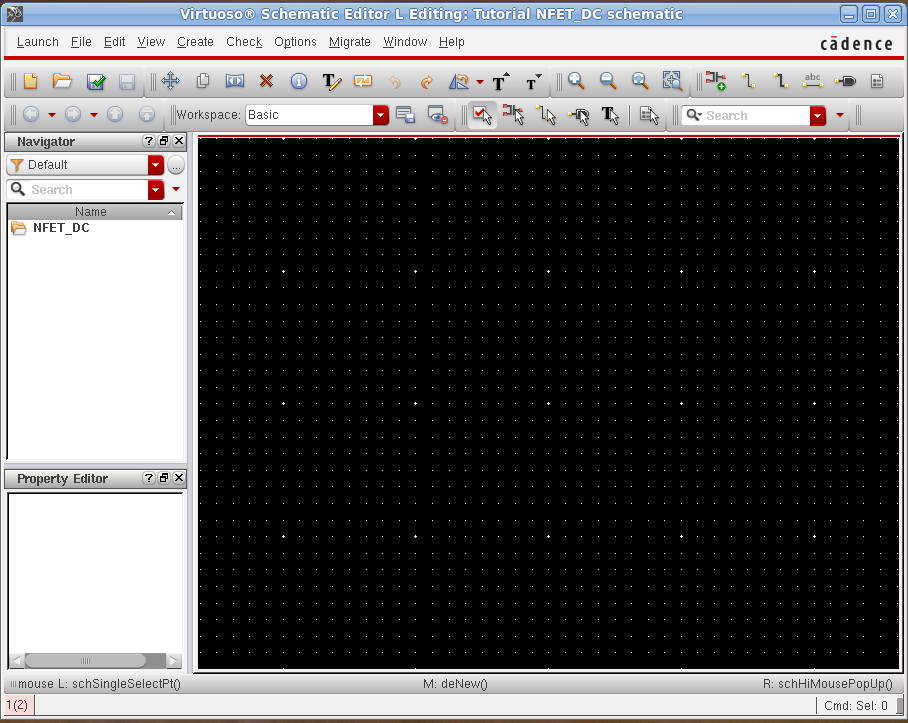 Virtuoso® Schematic Editor L Editing: Tutorial NFET_DC schematic
Launch File Edit View Create Check Options Migrate Window Help
cādence
abc
Workspace: Basic
Search
Navigator
Default
Search
Name
NFET_DC
Property Editor
mouse L: schSingleSelectPt()
M: deNew()
R: schHiMousePopUp()
1(2)
Cmd: Sel: 0